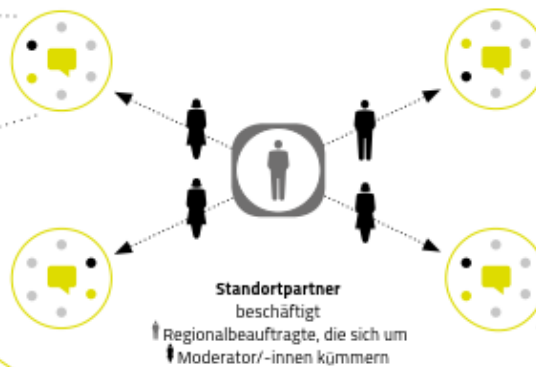 Standortpartner
beschäftigt
Regionalbeauftragte, die sich um
Moderator/-innen kümmern